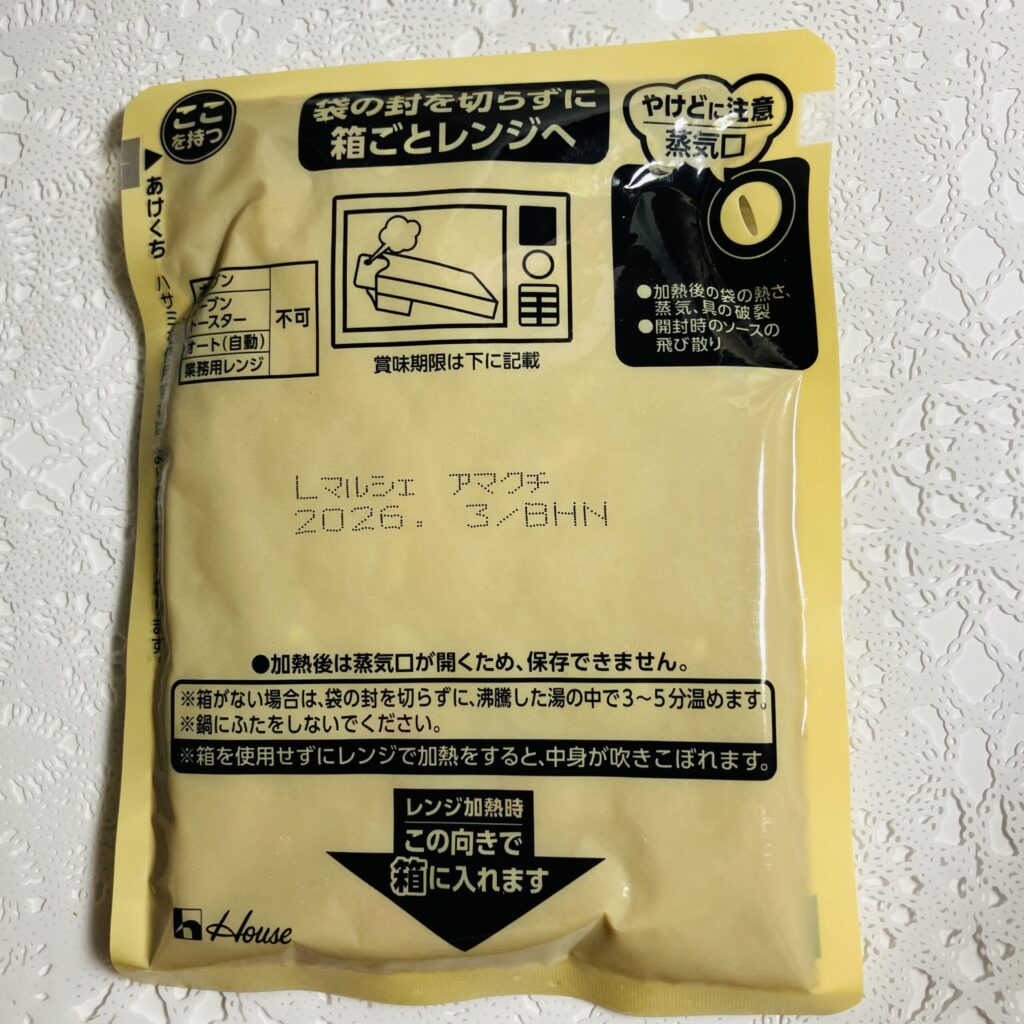 ここ
を持つ
袋の封を切らずに
箱ごとレンジへ
やけどに注意
蒸気口
▶あけくち
不可
オート(自動)
業務用レンジ
賞味期限は下に記載
●加熱後の袋の熱さ、
蒸気、具の破裂
●開封時のソースの
飛び散り
Lマルシェ アマクチ
2026. 3/BHN
●加熱後は蒸気口が開くため、保存できません。
※箱がない場合は、袋の封を切らずに、沸騰した湯の中で3〜5分温めます。
※鍋にふたをしないでください。
※箱を使用せずにレンジで加熱をすると、中身が吹きこぼれます。
レンジ加熱時
この向きで
箱に入れます
House